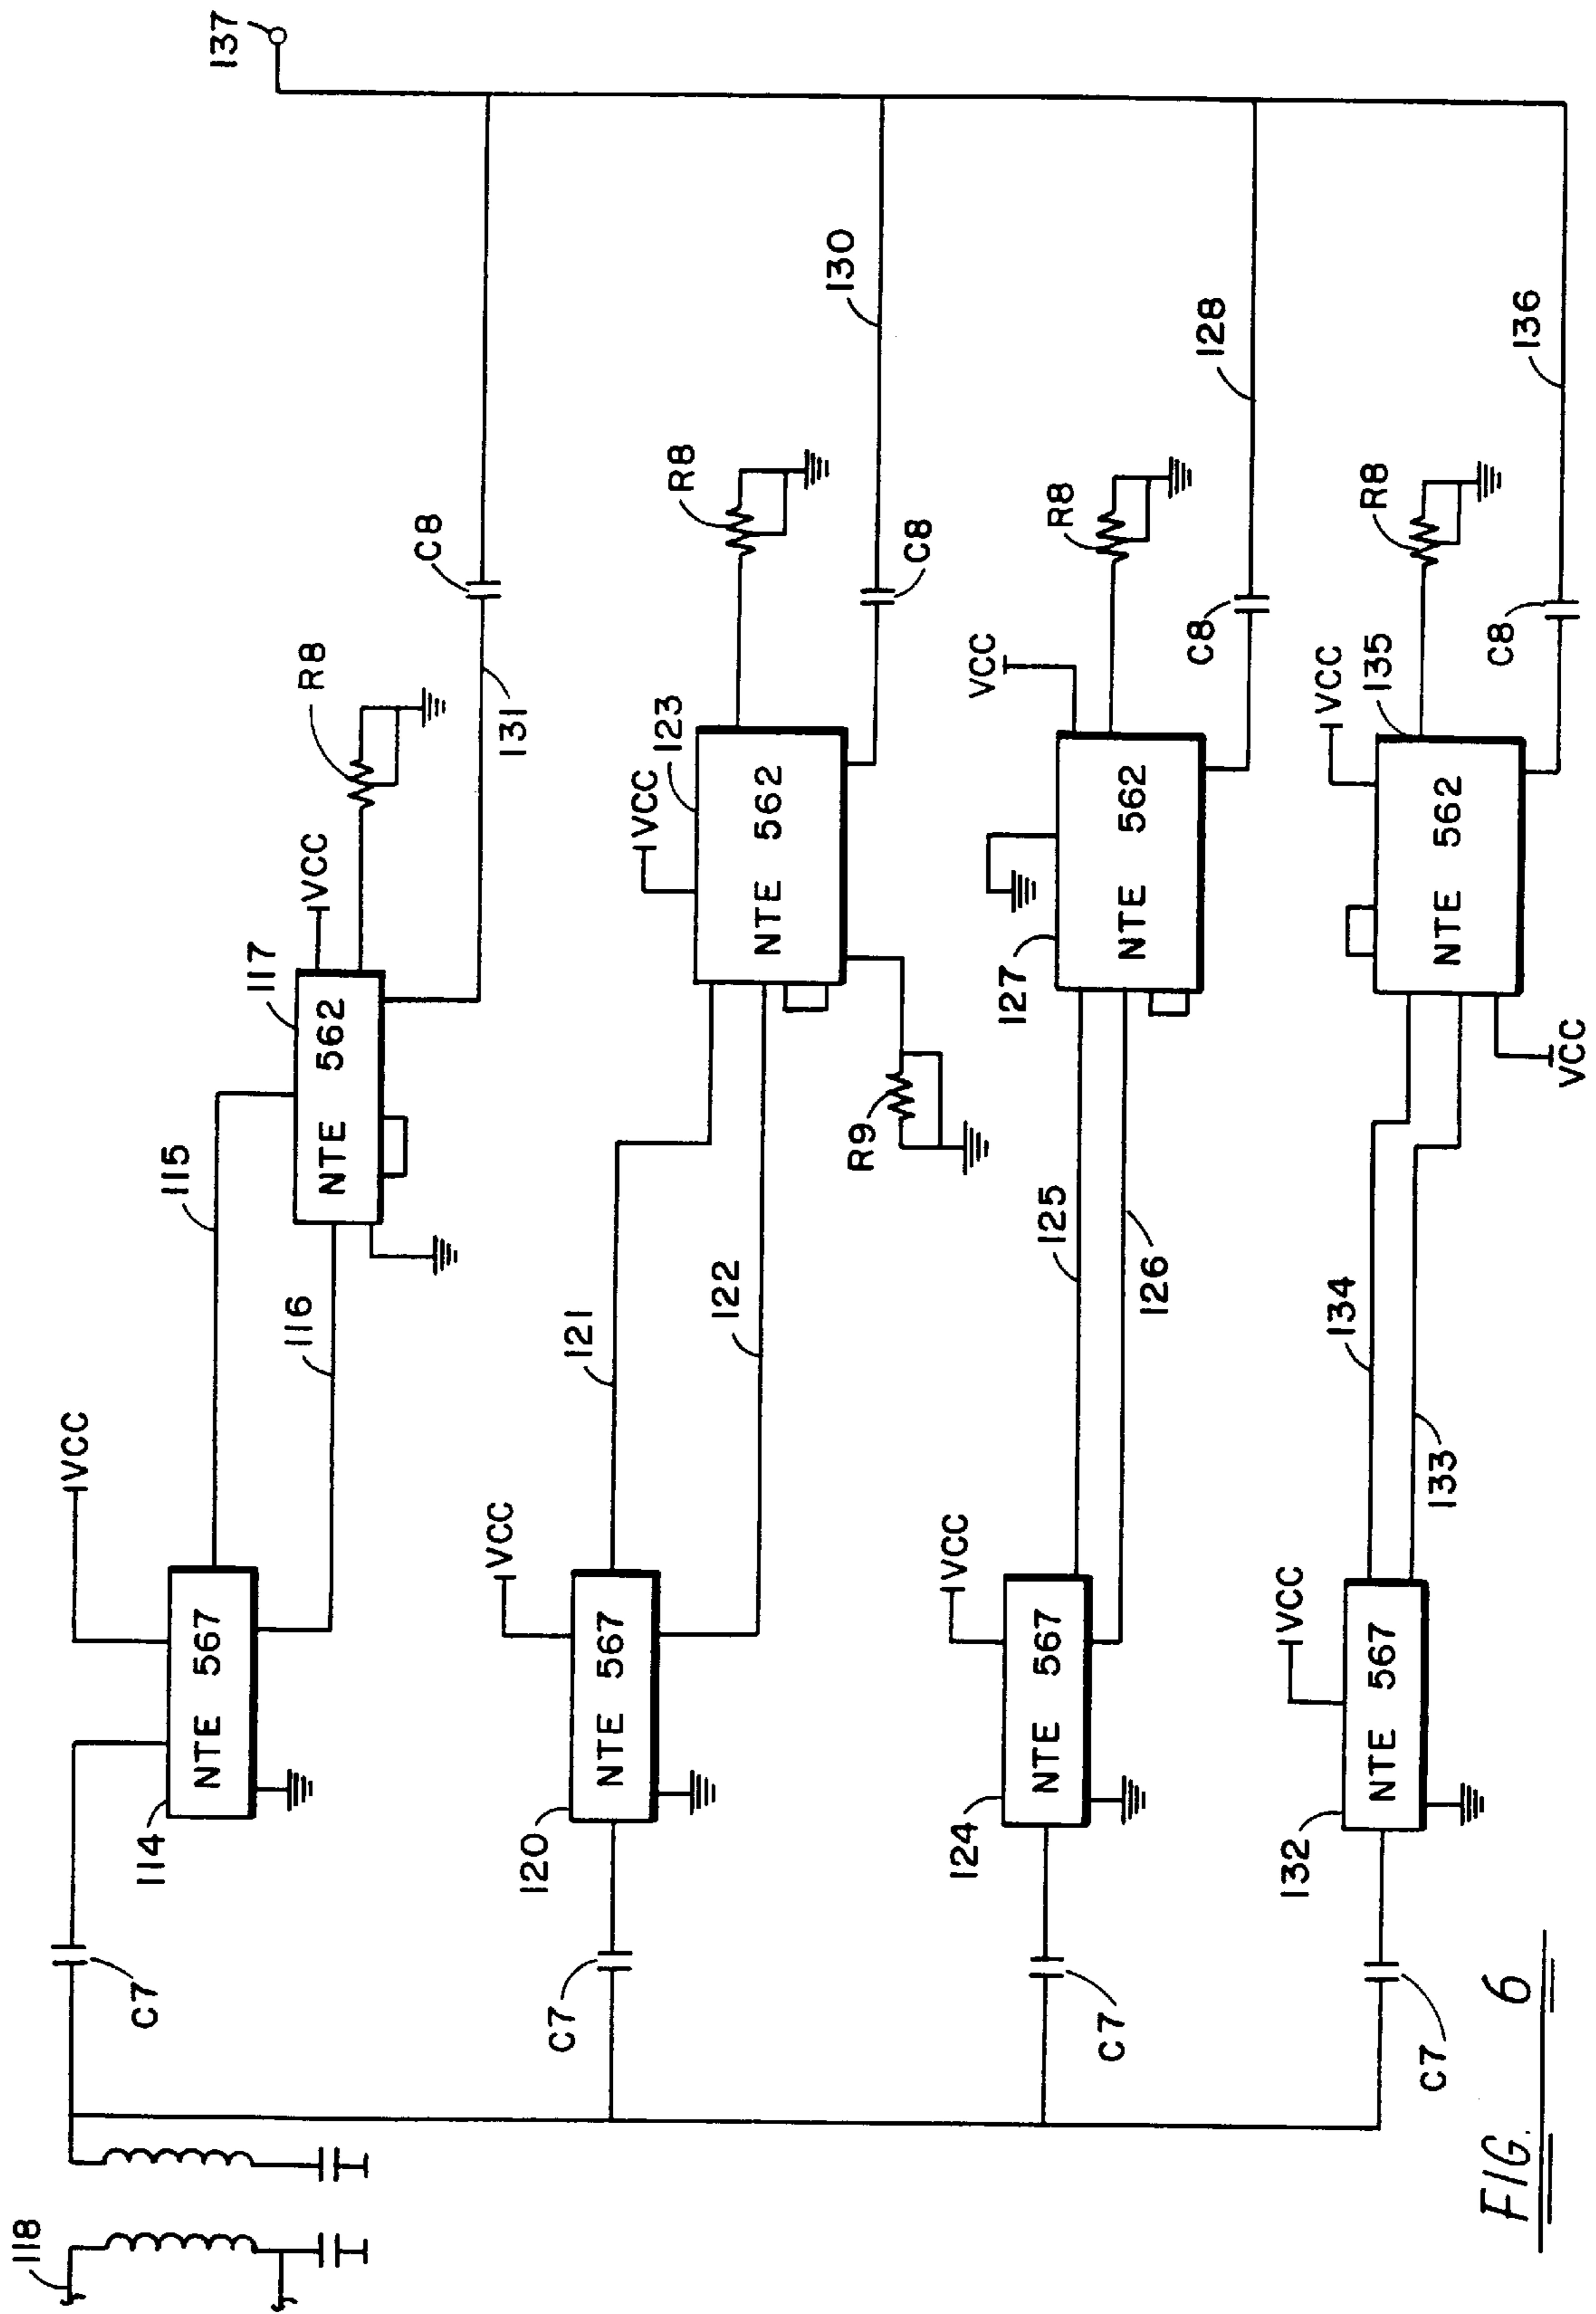 118
C7
114
NTE 567
VCC
115
116
117
NTE 562
VCC
R8
C8
131
137
C7
120
NTE 567
VCC
121
122
123
NTE 562
VCC
R9
R8
C8
130
C7
124
NTE 567
VCC
125
126
127
NTE 562
VCC
R8
C8
128
C7
132
NTE 567
VCC
134
133
135
NTE 562
VCC
VCC
R8
C8
136
FIG. 6